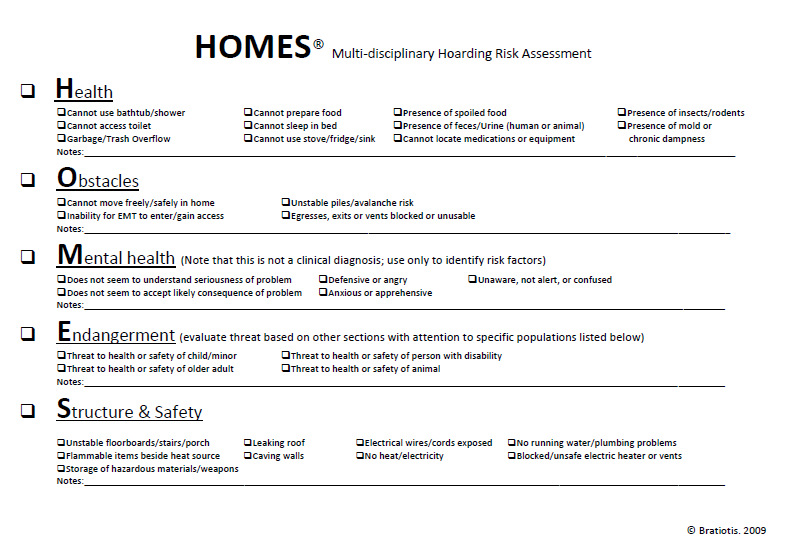 HOMES® Multi-disciplinary Hoarding Risk Assessment
❑ Health
❑Cannot use bathtub/shower ❑Cannot prepare food ❑Presence of spoiled food ❑Presence of insects/rodents
❑Cannot access toilet ❑Cannot sleep in bed ❑Presence of feces/Urine (human or animal) ❑Presence of mold or
❑Garbage/Trash Overflow ❑Cannot use stove/fridge/sink ❑Cannot locate medications or equipment chronic dampness
Notes:
❑ Obstacles
❑Cannot move freely/safely in home ❑Unstable piles/avalanche risk
❑Inability for EMT to enter/gain access ❑Egresses, exits or vents blocked or unusable
Notes:
❑ Mental health (Note that this is not a clinical diagnosis; use only to identify risk factors)
❑Does not seem to understand seriousness of problem ❑Defensive or angry ❑Unaware, not alert, or confused
❑Does not seem to accept likely consequence of problem ❑Anxious or apprehensive
Notes:
❑ Endangerment (evaluate threat based on other sections with attention to specific populations listed below)
❑Threat to health or safety of child/minor ❑Threat to health or safety of person with disability
❑Threat to health or safety of older adult ❑Threat to health or safety of animal
Notes:
❑ Structure & Safety
❑Unstable floorboards/stairs/porch ❑Leaking roof ❑Electrical wires/cords exposed ❑No running water/plumbing problems
❑Flammable items beside heat source ❑Caving walls ❑No heat/electricity ❑Blocked/unsafe electric heater or vents
❑Storage of hazardous materials/weapons
Notes:
© Bratiotis. 2009